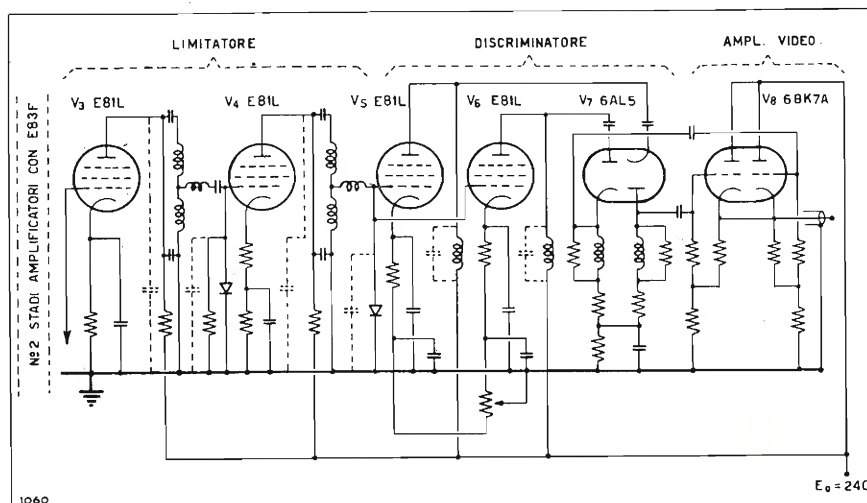 LIMITATORE
DISCRIMINATORE
AMPL. VIDEO.
V3 E81L
V4 E81L
V5 E81L
V6 E81L
V7 6AL5
V8 6BK7A
Nº2 STADI AMPLIFICATORI CON E83F
E0 = 240
1060